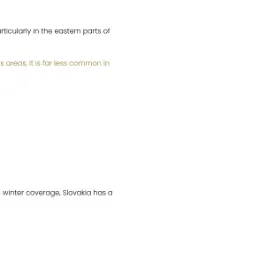 rticularly in the eastern parts of
s areas, it is far less common in
winter coverage, Slovakia has a